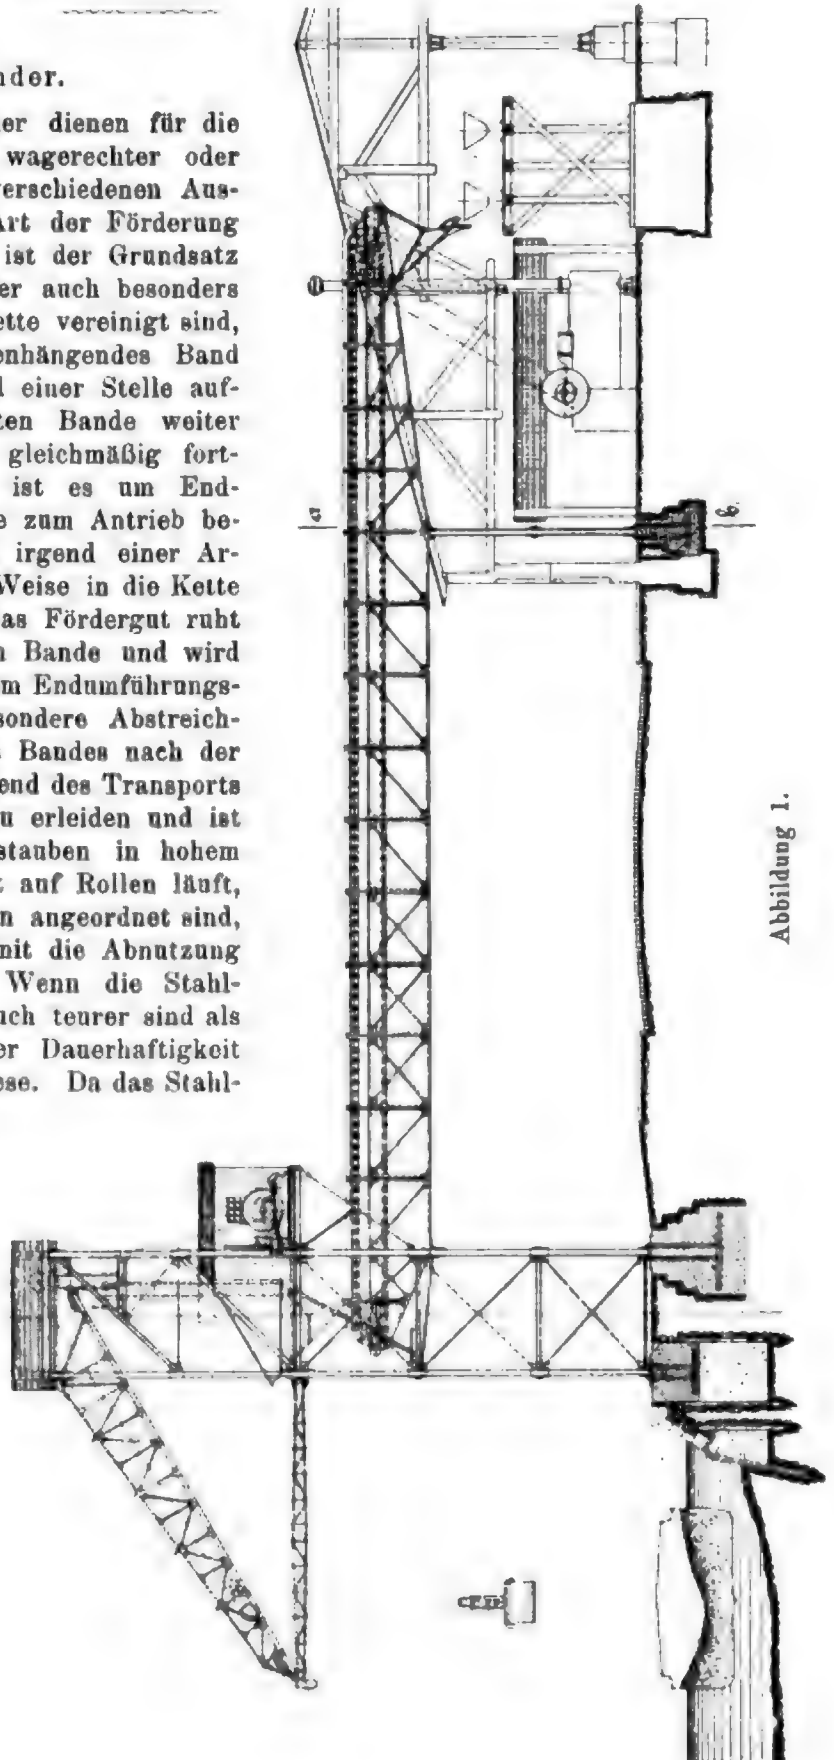 nder.
er dienen für die
wagerechter oder
verschiedenen Aus-
Art der Förderung
ist der Grundsatz
er auch besonders
ette vereinigt sind,
enhängendes Band
d einer Stelle auf-
ten Bande weiter
gleichmäßig fort-
ist es um End-
e zum Antrieb be-
irgend einer Ar-
Weise in die Kette
as Fördergut ruht
n Bande und wird
m Endumführungs-
sondere Abstreich-
s Bandes nach der
end des Transports
zu erleiden und ist
stauben in hohem
t auf Rollen läuft,
n angeordnet sind,
mit die Abnutzung
Wenn die Stahl-
uch teurer sind als
er Dauerhaftigkeit
ese. Da das Stahl-
a
b.
Abbildung 1.